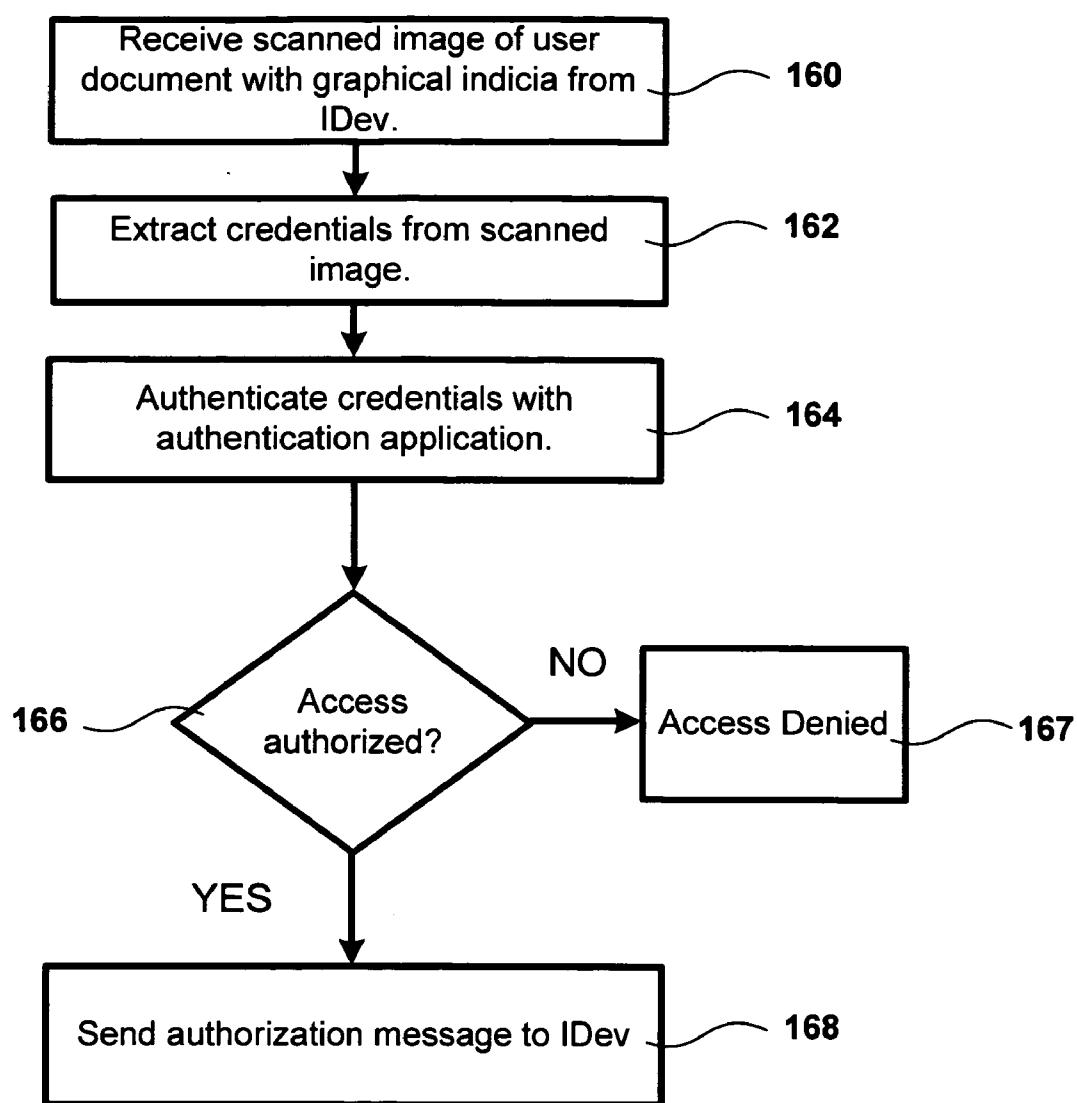 Receive scanned image of user
document with graphical indicia from
IDev.
160
Extract credentials from scanned
image.
162
Authenticate credentials with
authentication application.
164
166
Access
authorized?
NO
Access Denied
167
YES
Send authorization message to IDev
168